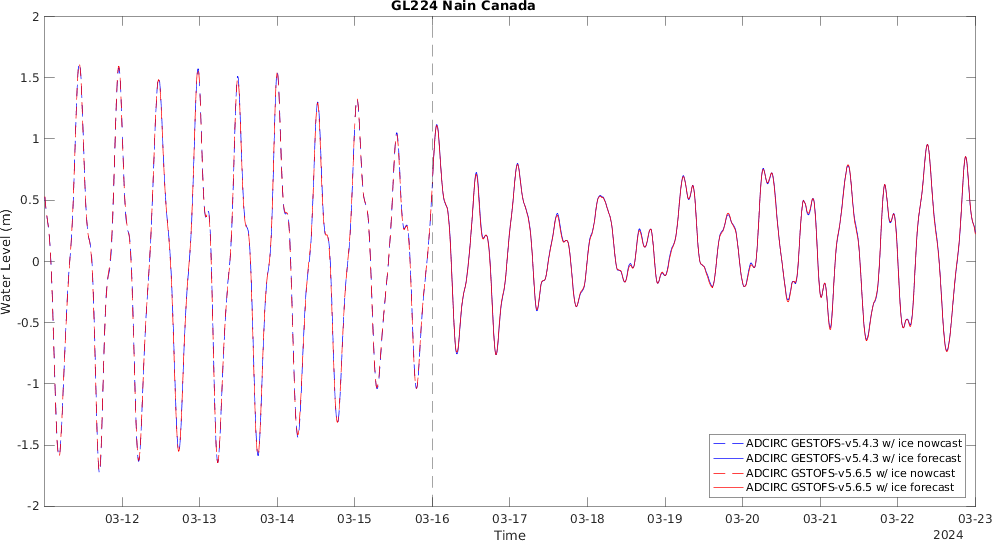 GL224 Nain Canada
2
1.5
1
0.5
0
-0.5
-1
-1.5
-2
Water Level (m)
03-12 03-13 03-14 03-15 03-16 03-17 03-18 03-19 03-20 03-21 03-22 03-23
Time
2024
ADCIRC GESTOFS-v5.4.3 w/ ice nowcast
ADCIRC GESTOFS-v5.4.3 w/ ice forecast
ADCIRC GSTOFS-v5.6.5 w/ ice nowcast
ADCIRC GSTOFS-v5.6.5 w/ ice forecast